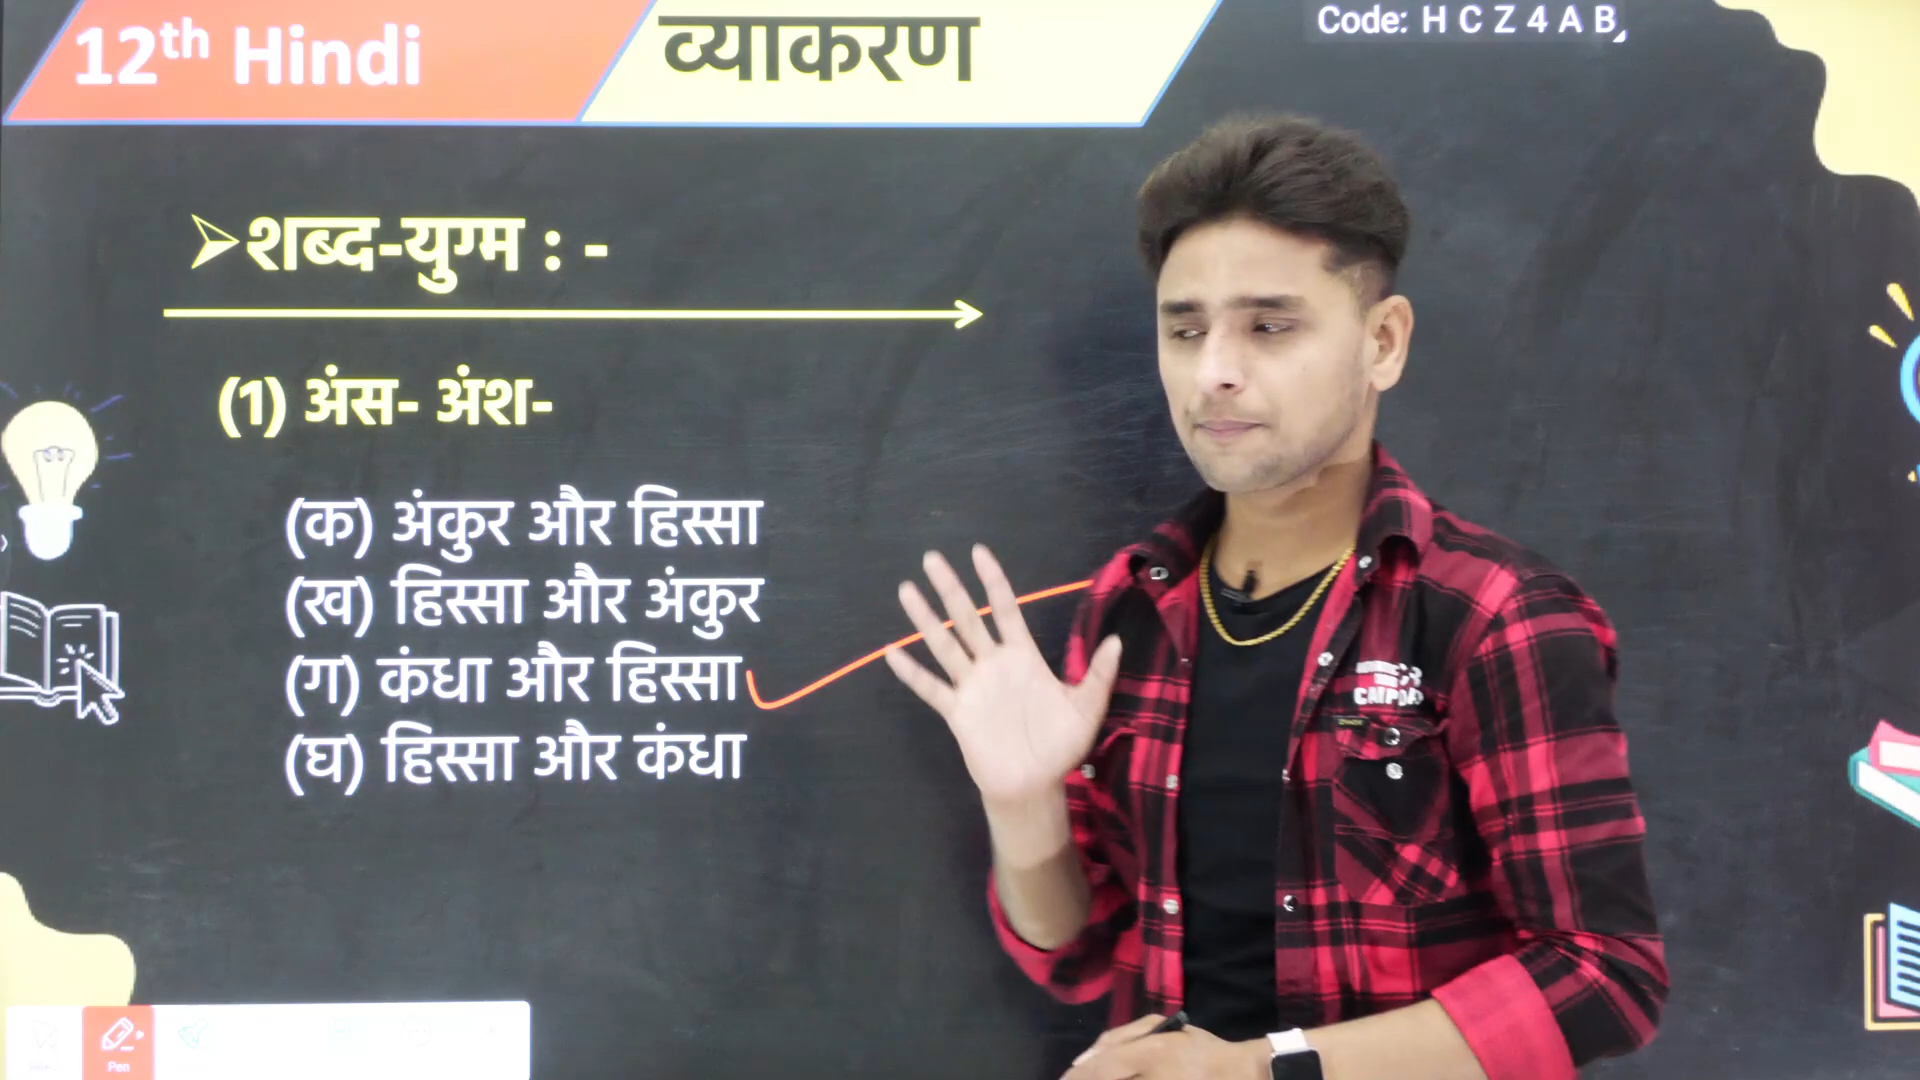 12th Hindi
व्याकरण
Code: H C Z 4 A B
➢शब्द-युग्म : -
(1) अंस- अंश-
(क) अंकुर और हिस्सा
(ख) हिस्सा और अंकुर
(ग) कंधा और हिस्सा
(घ) हिस्सा और कंधा
Pen